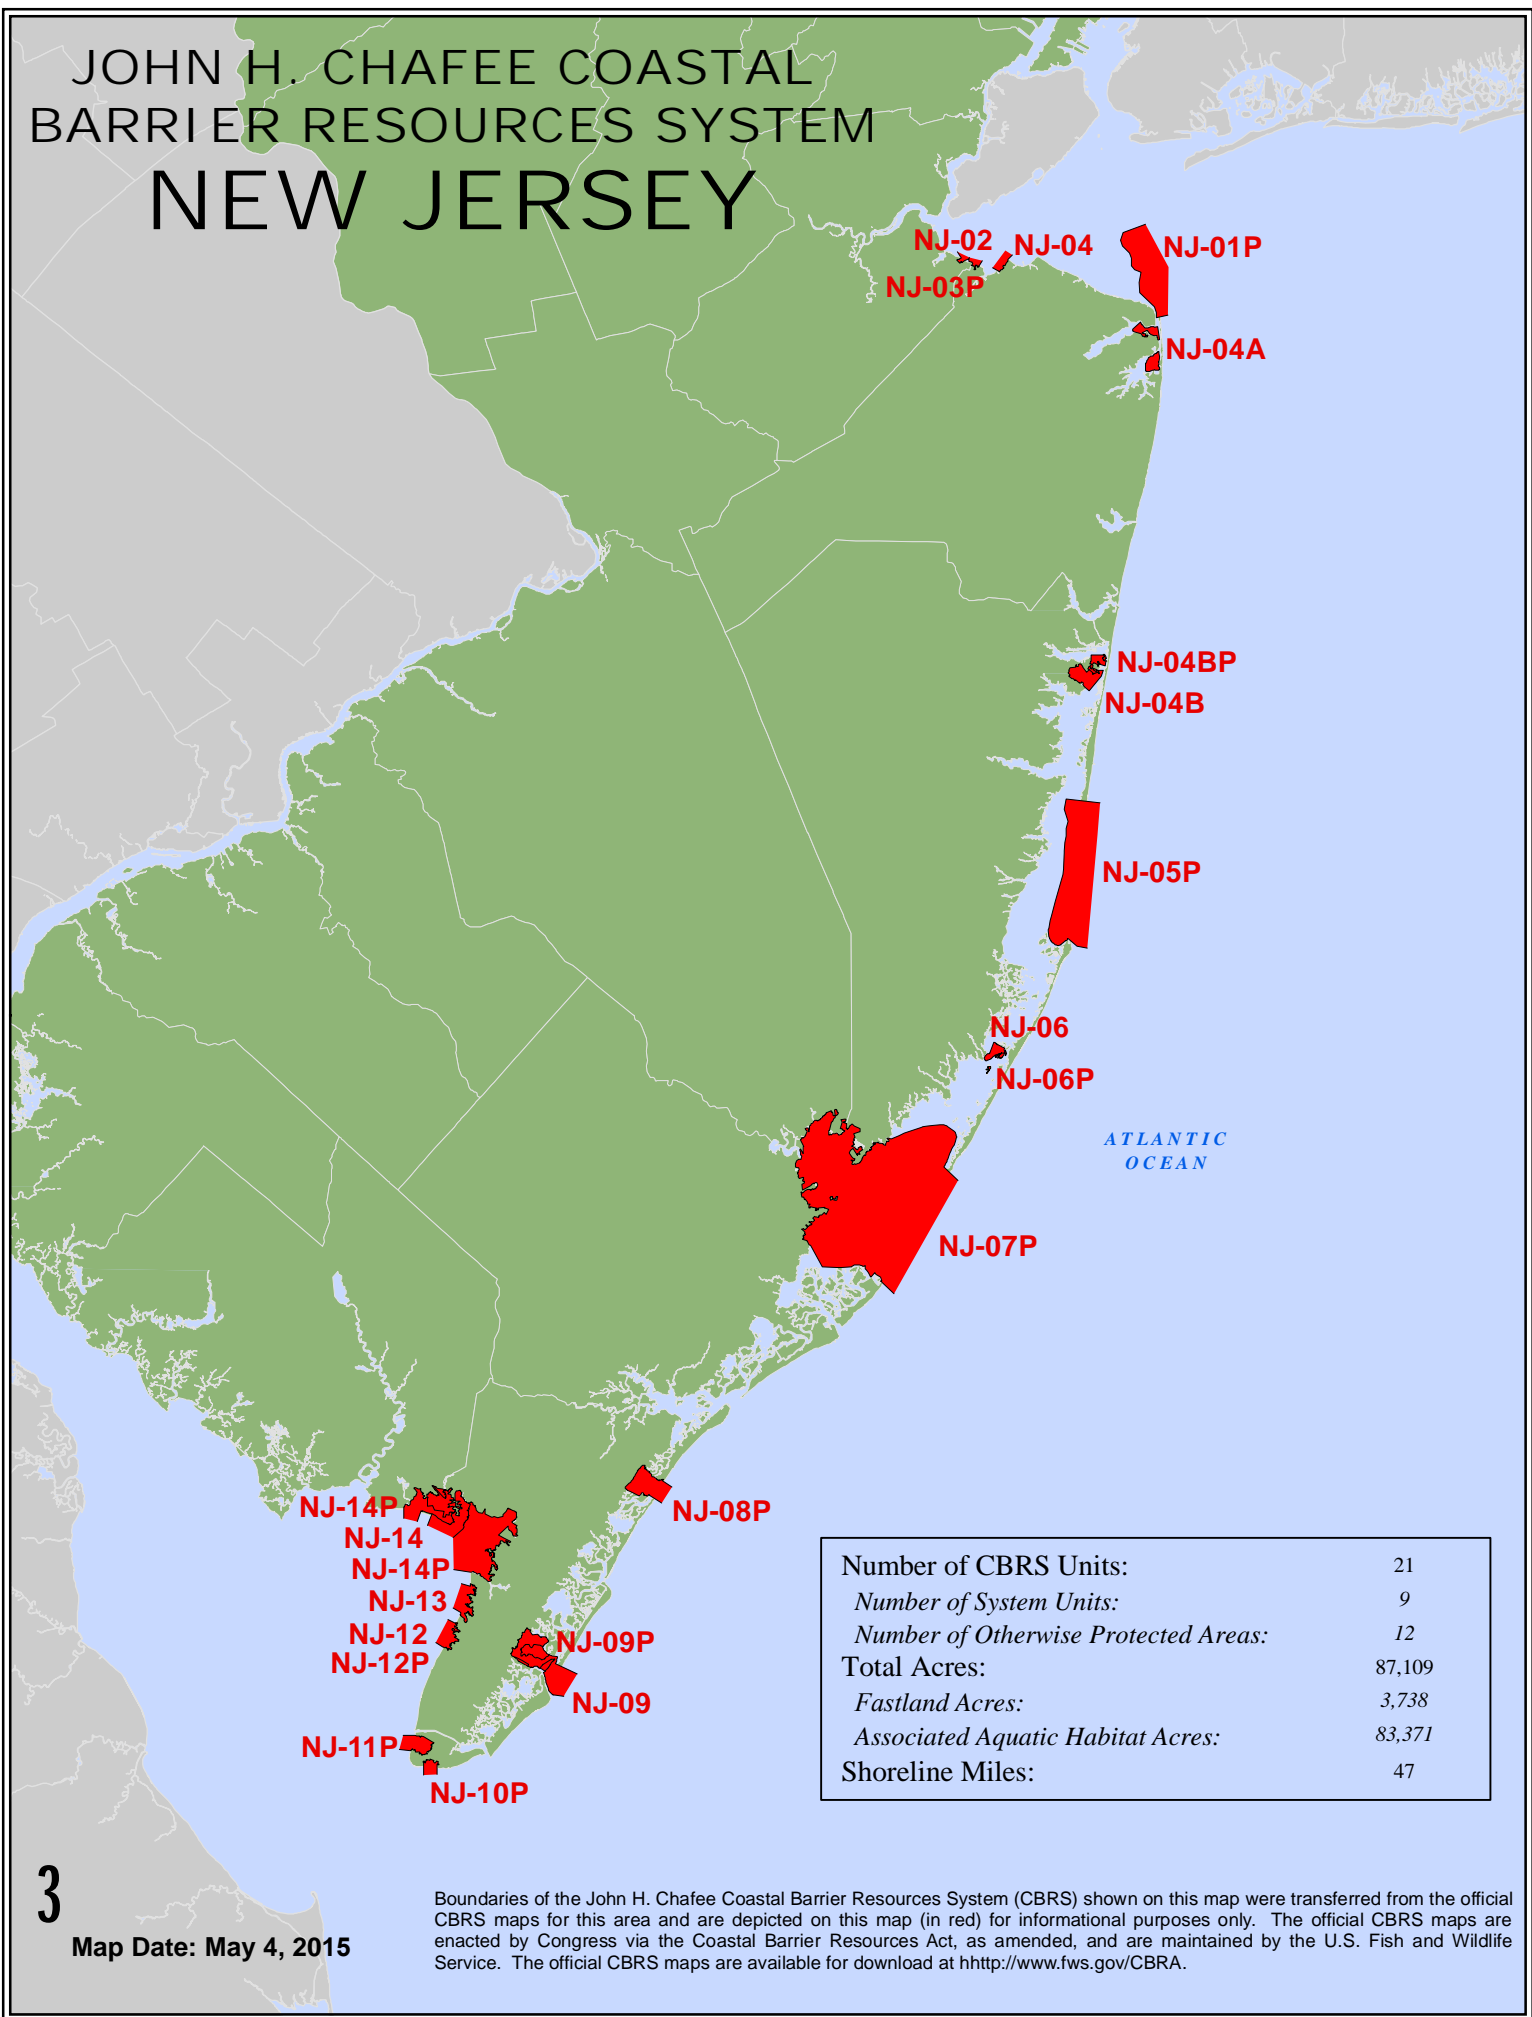 JOHN H. CHAFEE COASTAL
BARRIER RESOURCES SYSTEM
NEW JERSEY
NJ-02
NJ-04
NJ-01P
NJ-03P
NJ-04A
NJ-04BP
NJ-04B
NJ-05P
NJ-06
NJ-06P
ATLANTIC
OCEAN
NJ-07P
NJ-14P
NJ-08P
NJ-14
NJ-14P
NJ-13
NJ-12
NJ-09P
NJ-12P
NJ-09
NJ-11P
NJ-10P
Number of CBRS Units: 21
Number of System Units: 9
Number of Otherwise Protected Areas: 12
Total Acres: 87,109
Fastland Acres: 3,738
Associated Aquatic Habitat Acres: 83,371
Shoreline Miles: 47
3
Map Date: May 4, 2015
Boundaries of the John H. Chafee Coastal Barrier Resources System (CBRS) shown on this map were transferred from the official
CBRS maps for this area and are depicted on this map (in red) for informational purposes only. The official CBRS maps are
enacted by Congress via the Coastal Barrier Resources Act, as amended, and are maintained by the U.S. Fish and Wildlife
Service. The official CBRS maps are available for download at hhttp://www.fws.gov/CBRA.